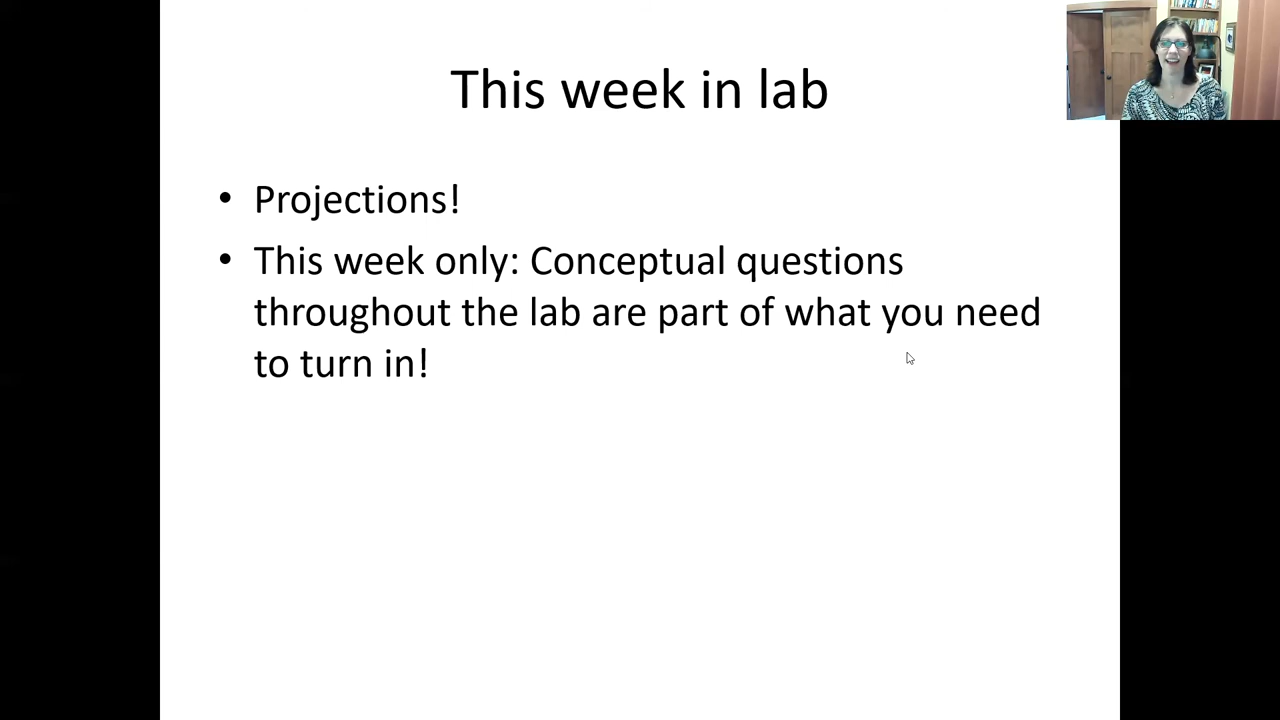 This week in lab
• Projections!
• This week only: Conceptual questions
throughout the lab are part of what you need
to turn in!